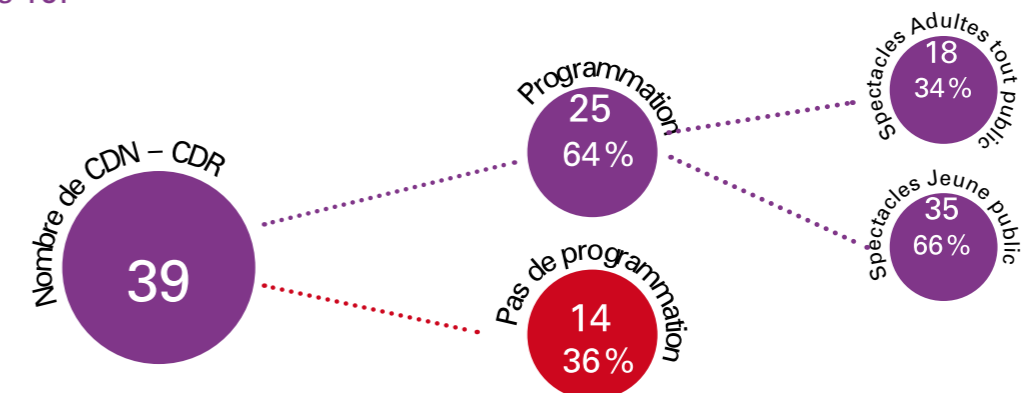 Nombre de CDN – CDR
39
Programmation
25
64%
Pas de programmation
14
36%
Spectacles Adultes tout public
18
34%
Spectacles Jeune public
35
66%